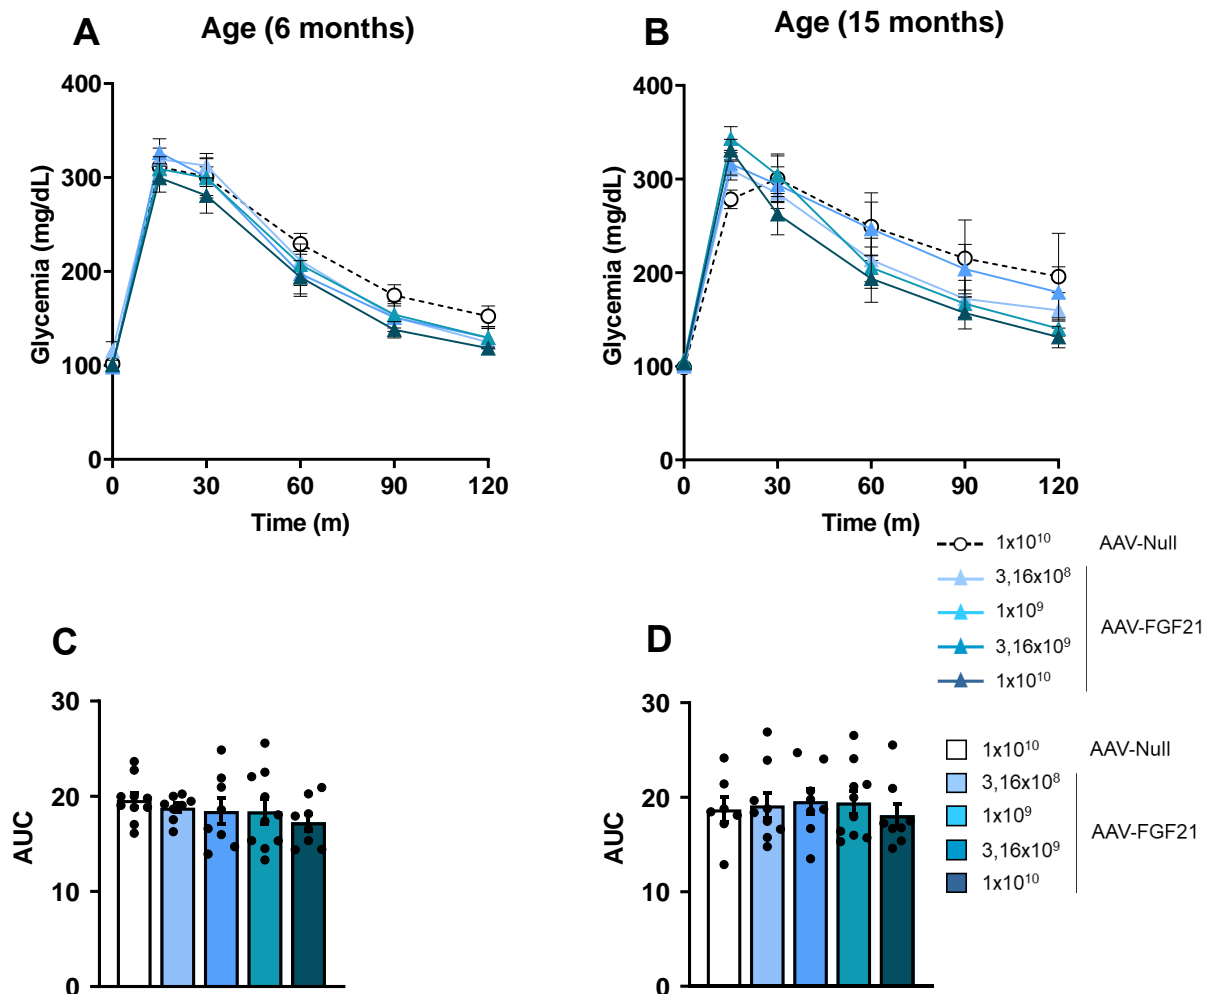 A
Age (6 months)
B
Age (15 months)
Glycemia (mg/dL)
400
300
200
100
0
0 30 60 90 120
Time (m)
Glycemia (mg/dL)
400
300
200
100
0
0 30 60 90 120
Time (m)
1x10¹⁰ AAV-Null
3,16x10⁸
1x10⁹
3,16x10⁹
1x10¹⁰
AAV-FGF21
C
AUC
30
20
10
0
D
AUC
30
20
10
0
1x10¹⁰ AAV-Null
3,16x10⁸
1x10⁹
3,16x10⁹
1x10¹⁰
AAV-FGF21